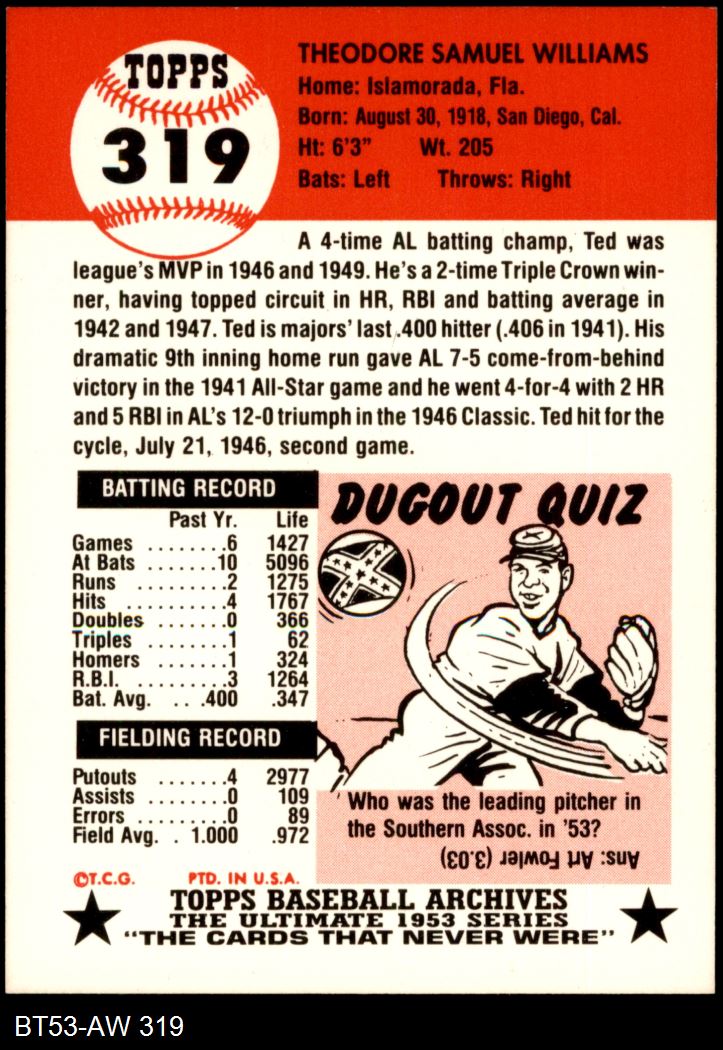 TOPPS
319
THEODORE SAMUEL WILLIAMS
Home: Islamorada, Fla.
Born: August 30, 1918, San Diego, Cal.
Ht: 6'3" Wt. 205
Bats: Left Throws: Right
A 4-time AL batting champ, Ted was
league's MVP in 1946 and 1949. He's a 2-time Triple Crown win-
ner, having topped circuit in HR, RBI and batting average in
1942 and 1947. Ted is majors' last .400 hitter (.406 in 1941). His
dramatic 9th inning home run gave AL 7-5 come-from-behind
victory in the 1941 All-Star game and he went 4-for-4 with 2 HR
and 5 RBI in AL's 12-0 triumph in the 1946 Classic. Ted hit for the
cycle, July 21, 1946, second game.
BATTING RECORD
Past Yr. Life
Games ........6 1427
At Bats .......10 5096
Runs ........2 1275
Hits ..........4 1767
Doubles .......0 366
Triples ........1 62
Homers .......1 324
R.B.I. .........3 1264
Bat. Avg. . . ..400 .347
FIELDING RECORD
Putouts .......4 2977
Assists ........0 109
Errors .........0 89
Field Avg. . 1.000 .972
DUGOUT QUIZ
Who was the leading pitcher in
the Southern Assoc. in '53?
Ans: Art Fowler (3.03)
©T.C.G. PTD. IN U.S.A.
TOPPS BASEBALL ARCHIVES
THE ULTIMATE 1953 SERIES
"THE CARDS THAT NEVER WERE"
BT53-AW 319